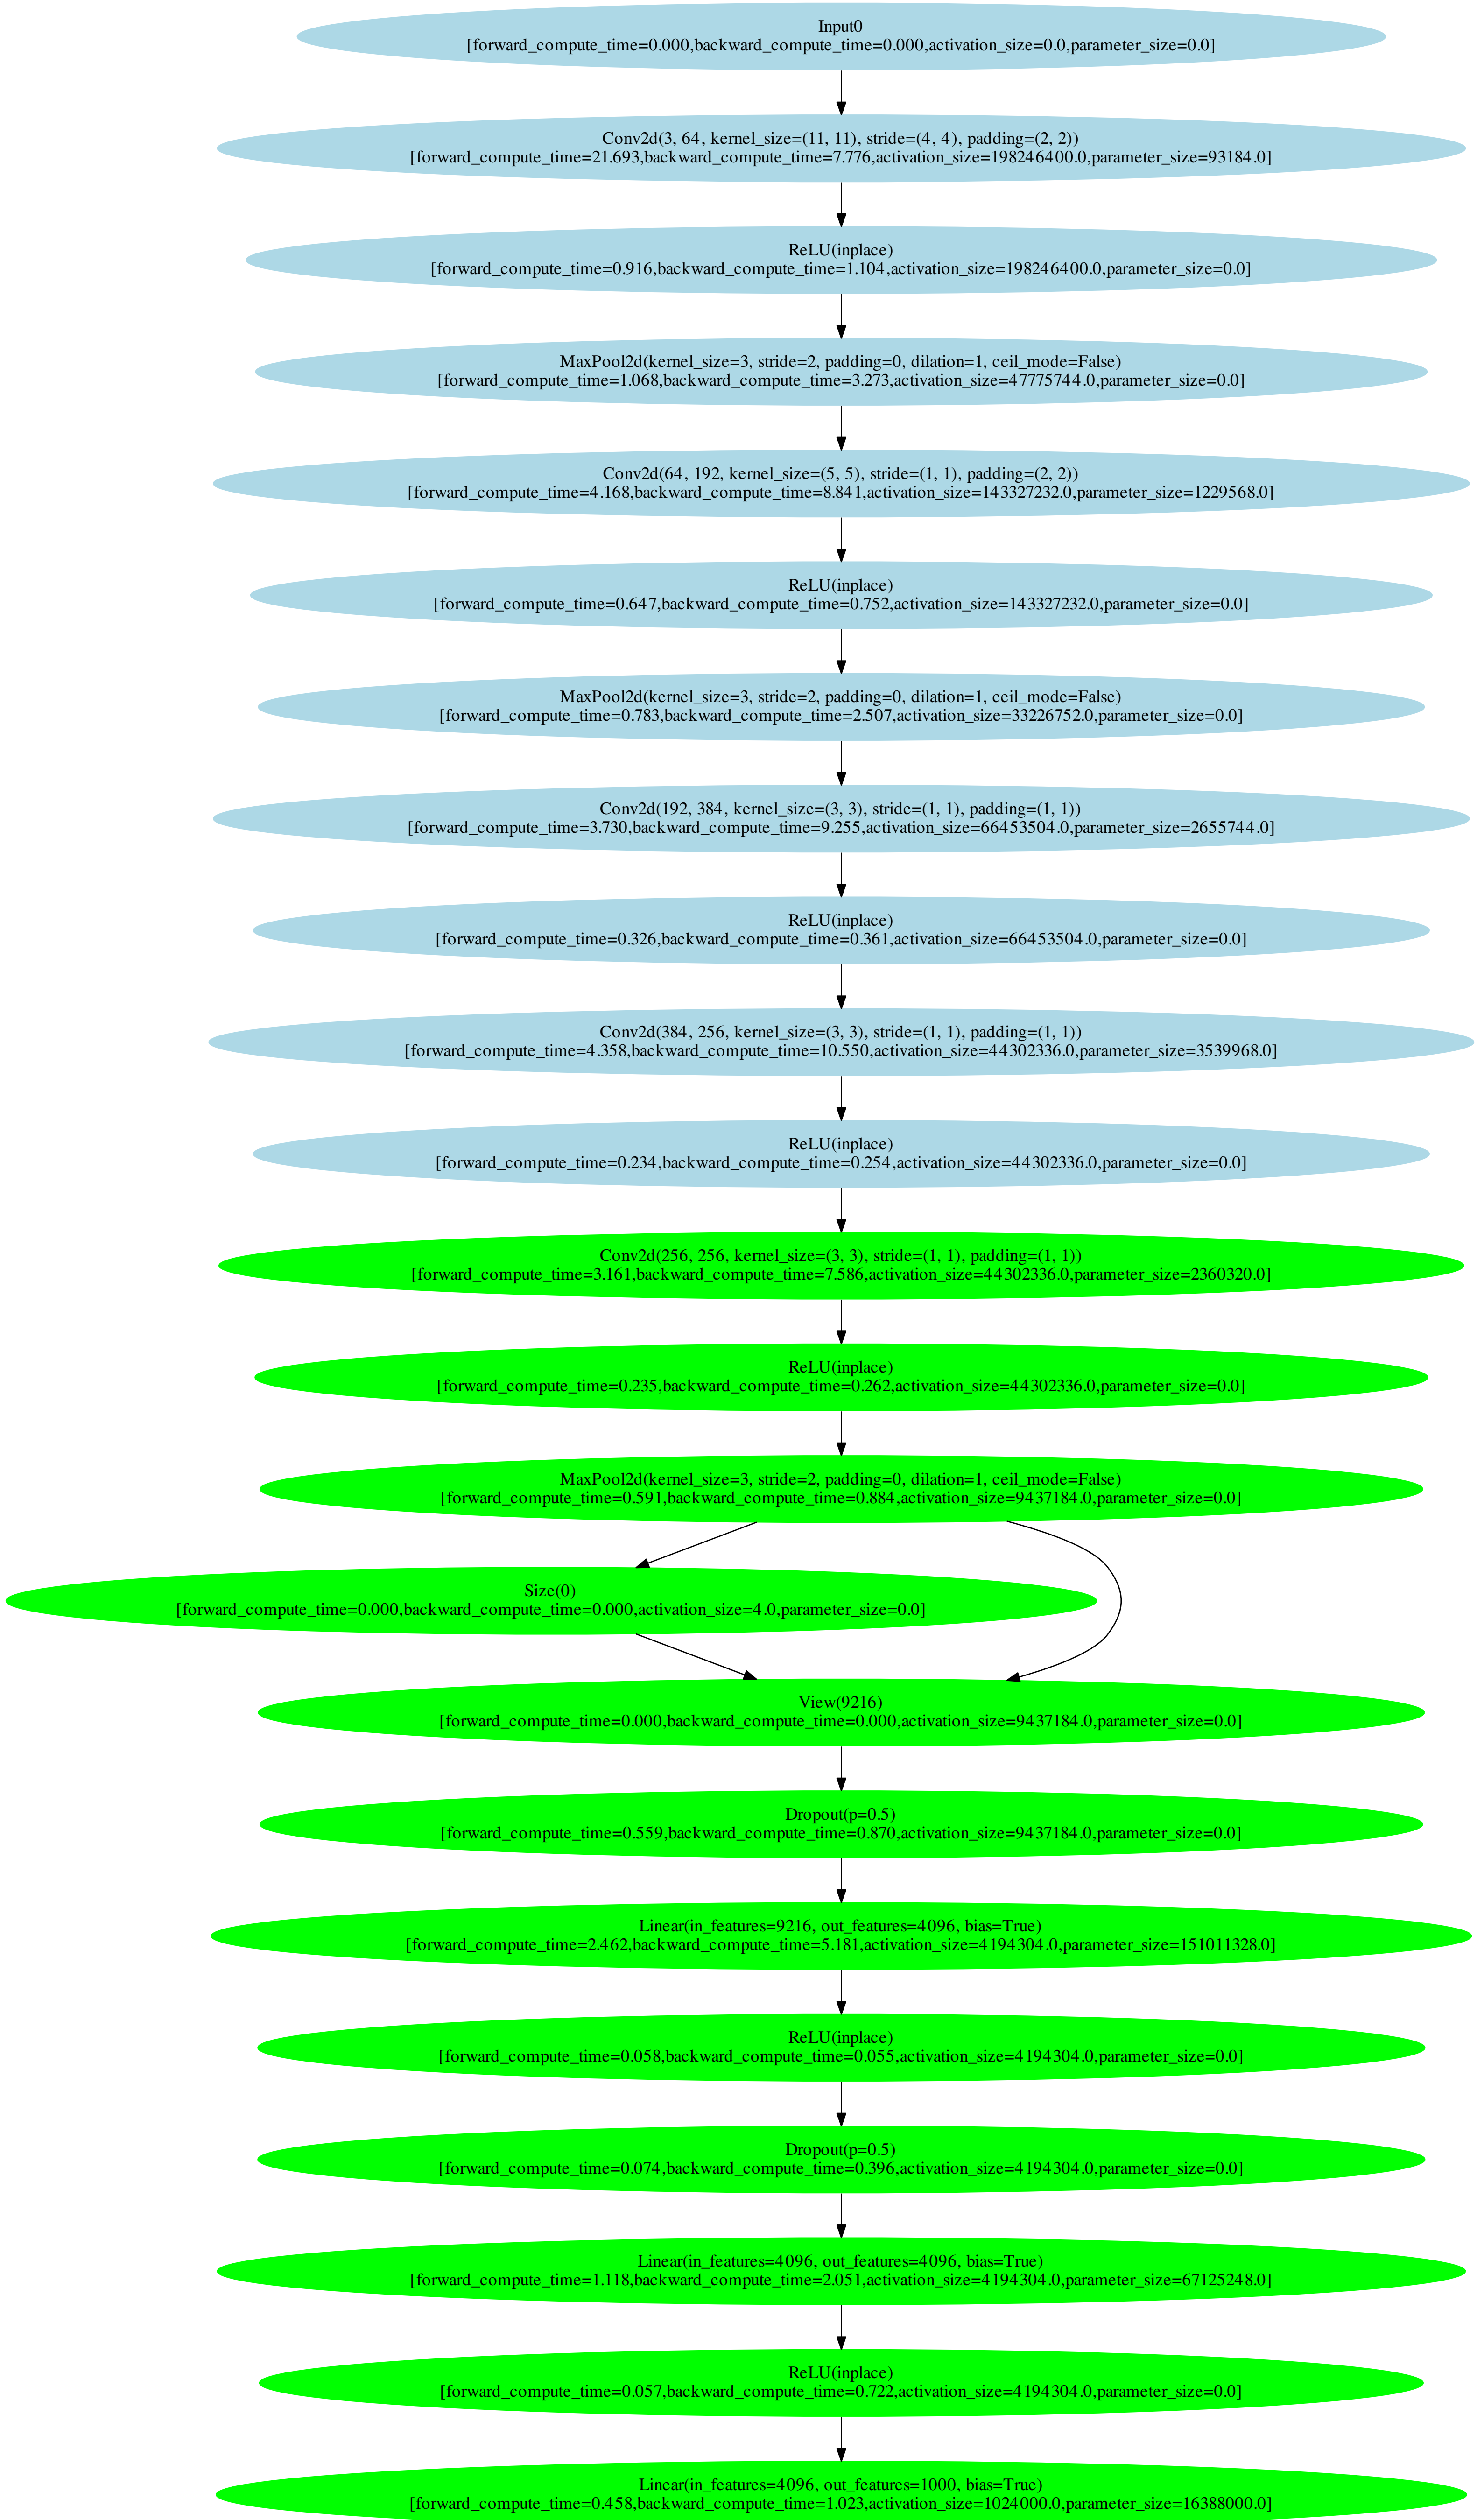 Input0
[forward_compute_time=0.000,backward_compute_time=0.000,activation_size=0.0,parameter_size=0.0]
Conv2d(3, 64, kernel_size=(11, 11), stride=(4, 4), padding=(2, 2))
[forward_compute_time=21.693,backward_compute_time=7.776,activation_size=198246400.0,parameter_size=93184.0]
ReLU(inplace)
[forward_compute_time=0.916,backward_compute_time=1.104,activation_size=198246400.0,parameter_size=0.0]
MaxPool2d(kernel_size=3, stride=2, padding=0, dilation=1, ceil_mode=False)
[forward_compute_time=1.068,backward_compute_time=3.273,activation_size=47775744.0,parameter_size=0.0]
Conv2d(64, 192, kernel_size=(5, 5), stride=(1, 1), padding=(2, 2))
[forward_compute_time=4.168,backward_compute_time=8.841,activation_size=143327232.0,parameter_size=1229568.0]
ReLU(inplace)
[forward_compute_time=0.647,backward_compute_time=0.752,activation_size=143327232.0,parameter_size=0.0]
MaxPool2d(kernel_size=3, stride=2, padding=0, dilation=1, ceil_mode=False)
[forward_compute_time=0.783,backward_compute_time=2.507,activation_size=33226752.0,parameter_size=0.0]
Conv2d(192, 384, kernel_size=(3, 3), stride=(1, 1), padding=(1, 1))
[forward_compute_time=3.730,backward_compute_time=9.255,activation_size=66453504.0,parameter_size=2655744.0]
ReLU(inplace)
[forward_compute_time=0.326,backward_compute_time=0.361,activation_size=66453504.0,parameter_size=0.0]
Conv2d(384, 256, kernel_size=(3, 3), stride=(1, 1), padding=(1, 1))
[forward_compute_time=4.358,backward_compute_time=10.550,activation_size=44302336.0,parameter_size=3539968.0]
ReLU(inplace)
[forward_compute_time=0.234,backward_compute_time=0.254,activation_size=44302336.0,parameter_size=0.0]
Conv2d(256, 256, kernel_size=(3, 3), stride=(1, 1), padding=(1, 1))
[forward_compute_time=3.161,backward_compute_time=7.586,activation_size=44302336.0,parameter_size=2360320.0]
ReLU(inplace)
[forward_compute_time=0.235,backward_compute_time=0.262,activation_size=44302336.0,parameter_size=0.0]
MaxPool2d(kernel_size=3, stride=2, padding=0, dilation=1, ceil_mode=False)
[forward_compute_time=0.591,backward_compute_time=0.884,activation_size=9437184.0,parameter_size=0.0]
Size(0)
[forward_compute_time=0.000,backward_compute_time=0.000,activation_size=4.0,parameter_size=0.0]
View(9216)
[forward_compute_time=0.000,backward_compute_time=0.000,activation_size=9437184.0,parameter_size=0.0]
Dropout(p=0.5)
[forward_compute_time=0.559,backward_compute_time=0.870,activation_size=9437184.0,parameter_size=0.0]
Linear(in_features=9216, out_features=4096, bias=True)
[forward_compute_time=2.462,backward_compute_time=5.181,activation_size=4194304.0,parameter_size=151011328.0]
ReLU(inplace)
[forward_compute_time=0.058,backward_compute_time=0.055,activation_size=4194304.0,parameter_size=0.0]
Dropout(p=0.5)
[forward_compute_time=0.074,backward_compute_time=0.396,activation_size=4194304.0,parameter_size=0.0]
Linear(in_features=4096, out_features=4096, bias=True)
[forward_compute_time=1.118,backward_compute_time=2.051,activation_size=4194304.0,parameter_size=67125248.0]
ReLU(inplace)
[forward_compute_time=0.057,backward_compute_time=0.722,activation_size=4194304.0,parameter_size=0.0]
Linear(in_features=4096, out_features=1000, bias=True)
[forward_compute_time=0.458,backward_compute_time=1.023,activation_size=1024000.0,parameter_size=16388000.0]